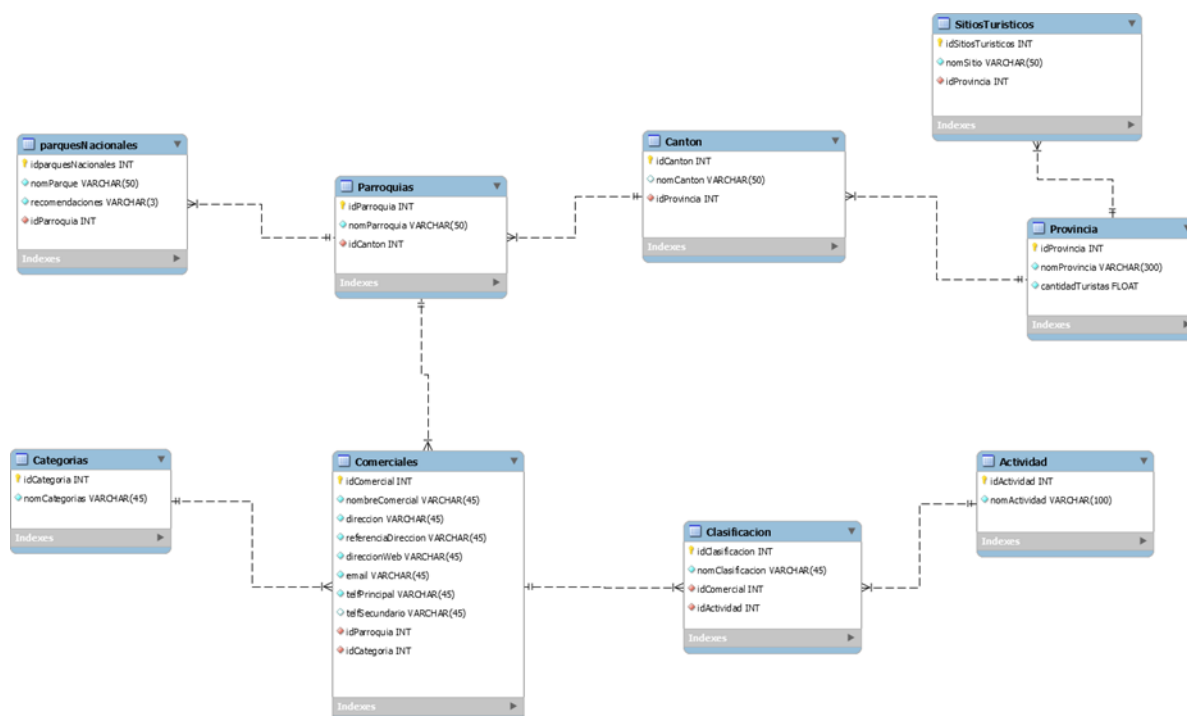 SitiosTuristicos
idSitiosTuristicos INT
nomSitio VARCHAR(50)
idProvincia INT
Indexes
parquesNacionales
idparquesNacionales INT
nomParque VARCHAR(50)
recomendaciones VARCHAR(3)
idParroquia INT
Indexes
Parroquias
idParroquia INT
nomParroquia VARCHAR(50)
idCanton INT
Indexes
Canton
idCanton INT
nomCanton VARCHAR(50)
idProvincia INT
Indexes
Provincia
idProvincia INT
nomProvincia VARCHAR(300)
cantidadTuristas FLOAT
Indexes
Categorias
idCategoria INT
nomCategorias VARCHAR(45)
Indexes
Comerciales
idComercial INT
nombreComercial VARCHAR(45)
direccion VARCHAR(45)
referenciaDireccion VARCHAR(45)
direccionWeb VARCHAR(45)
email VARCHAR(45)
telfPrincipal VARCHAR(45)
telfSecundario VARCHAR(45)
idParroquia INT
idCategoria INT
Indexes
Clasificacion
idClasificacion INT
nomClasificacion VARCHAR(45)
idComercial INT
idActividad INT
Indexes
Actividad
idActividad INT
nomActividad VARCHAR(100)
Indexes